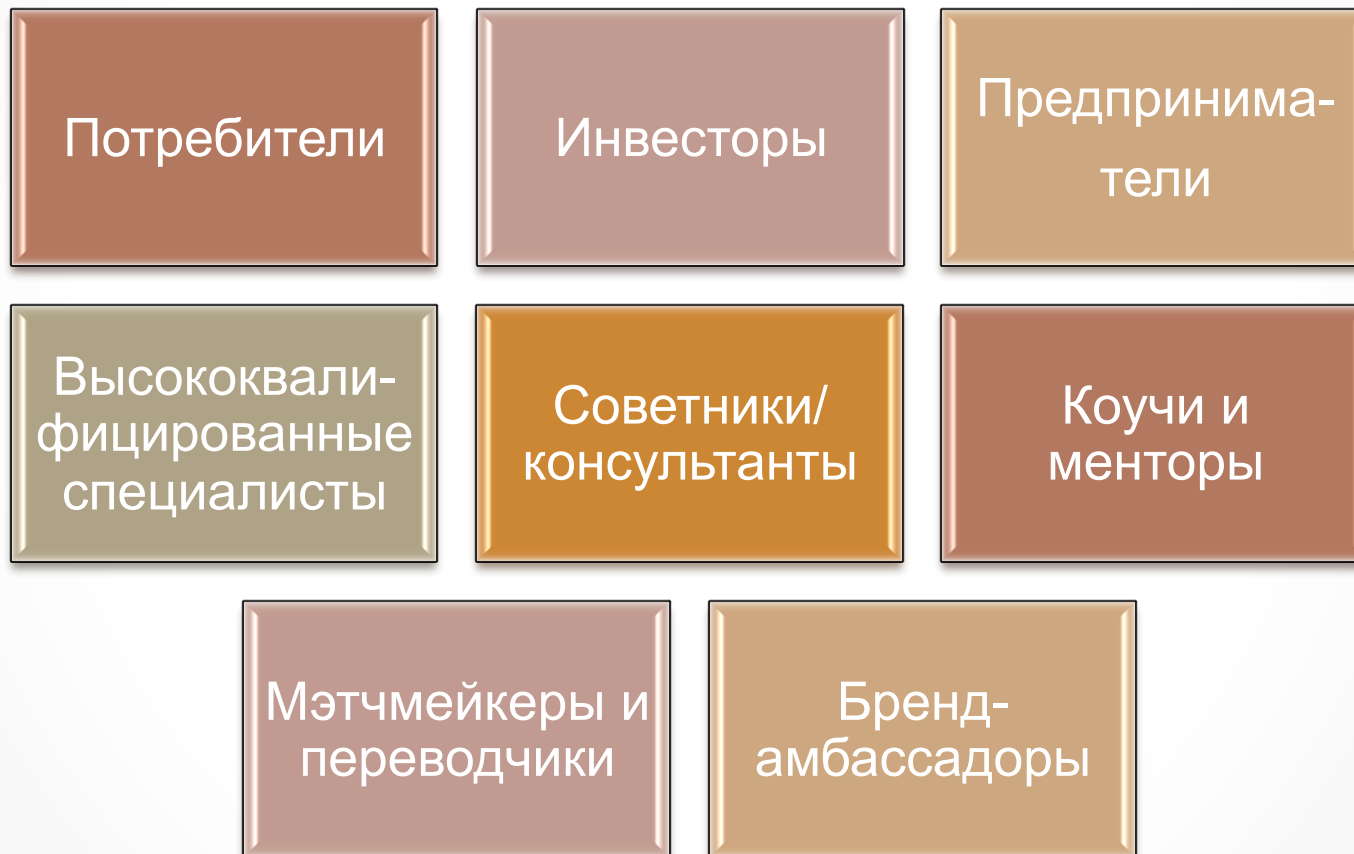 Потребители
Инвесторы
Предпринима-
тели
Высококвали-
фицированные
специалисты
Советники/
консультанты
Коучи и
менторы
Мэтчмейкеры и
переводчики
Бренд-
амбассадоры